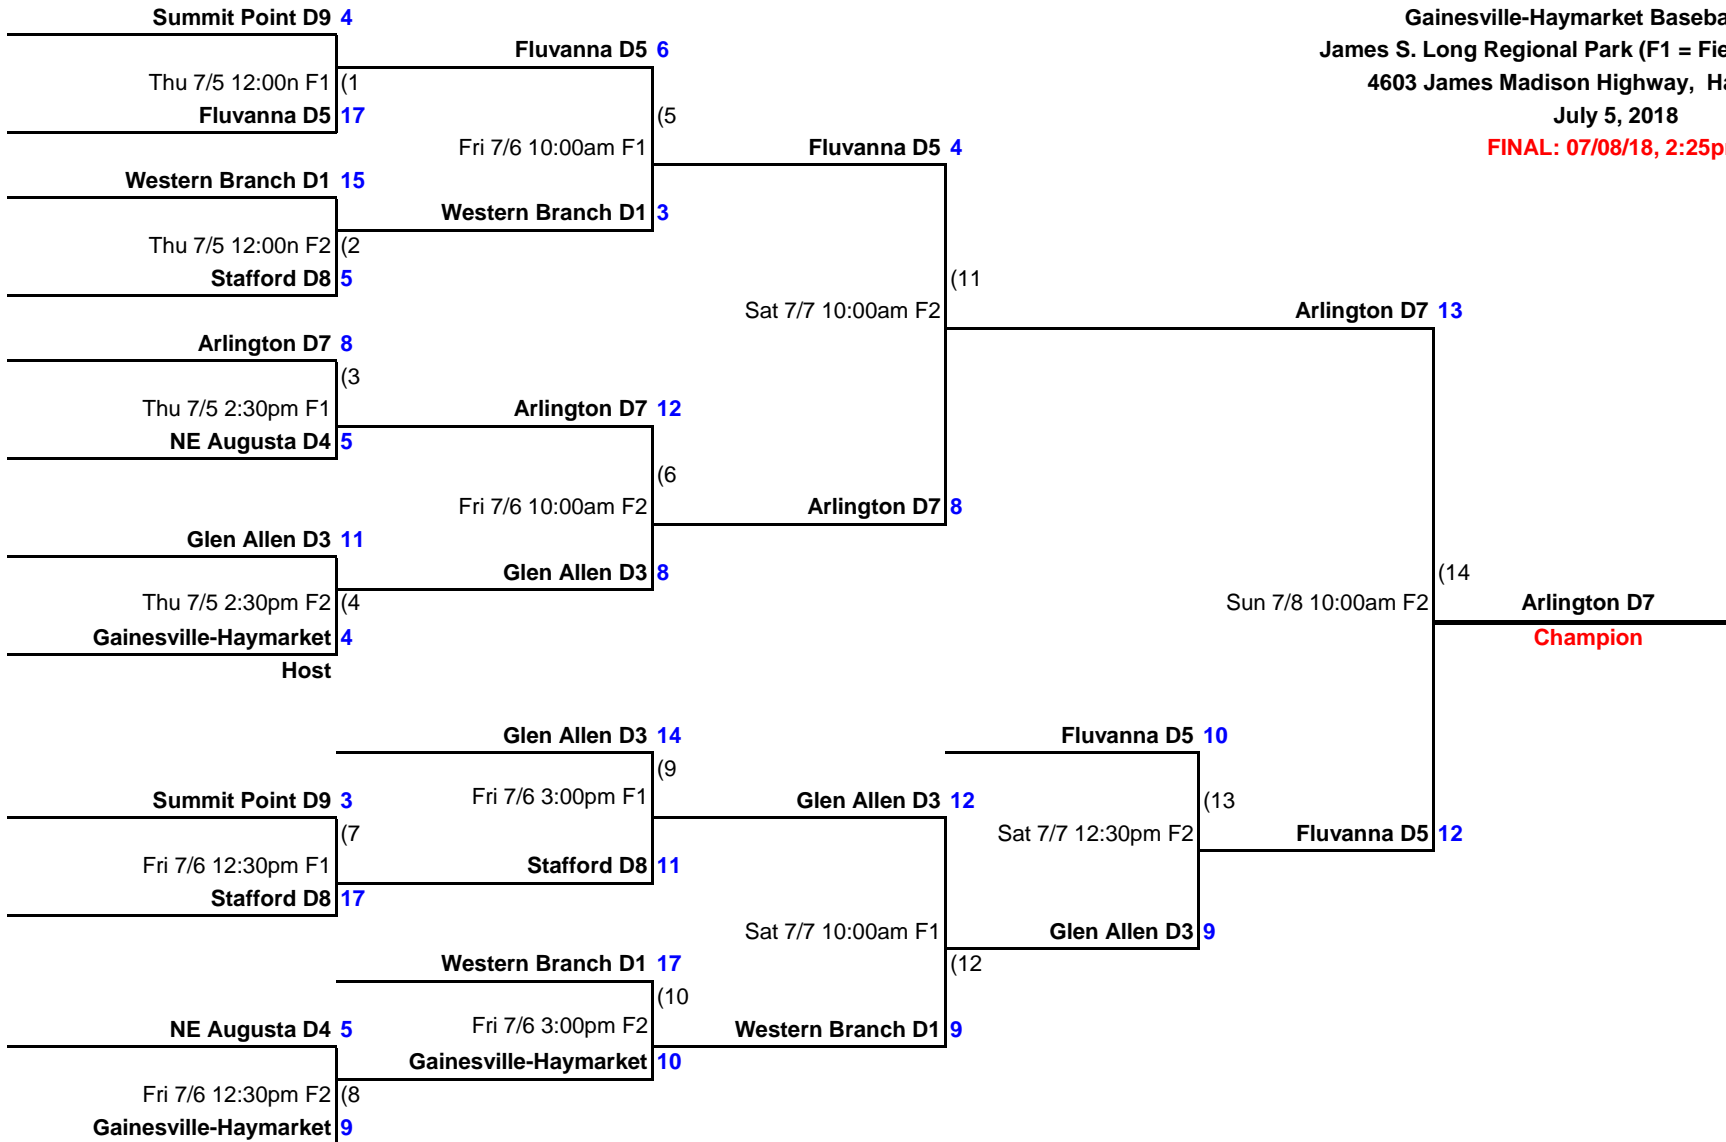 Summit Point D9 4
Gainesville-Haymarket Baseba
Fluvanna D5 6
James S. Long Regional Park (F1 = Fie
Thu 7/5 12:00n F1 (1
4603 James Madison Highway, Ha
Fluvanna D5 17
(5
July 5, 2018
Fri 7/6 10:00am F1
Fluvanna D5 4
FINAL: 07/08/18, 2:25p
Western Branch D1 15
Western Branch D1 3
Thu 7/5 12:00n F2 (2
Stafford D8 5
(11
Sat 7/7 10:00am F2
Arlington D7 13
Arlington D7 8
(3
Thu 7/5 2:30pm F1
Arlington D7 12
NE Augusta D4 5
(6
Fri 7/6 10:00am F2
Arlington D7 8
Glen Allen D3 11
Glen Allen D3 8
(14
Thu 7/5 2:30pm F2 (4
Sun 7/8 10:00am F2
Arlington D7
Gainesville-Haymarket 4
Champion
Host
Glen Allen D3 14
Fluvanna D5 10
(9
Summit Point D9 3
Fri 7/6 3:00pm F1
Glen Allen D3 12
(13
(7
Sat 7/7 12:30pm F2
Fluvanna D5 12
Fri 7/6 12:30pm F1
Stafford D8 11
Stafford D8 17
Sat 7/7 10:00am F1
Glen Allen D3 9
Western Branch D1 17
(12
(10
NE Augusta D4 5
Fri 7/6 3:00pm F2
Western Branch D1 9
Gainesville-Haymarket 10
Fri 7/6 12:30pm F2 (8
Gainesville-Haymarket 9